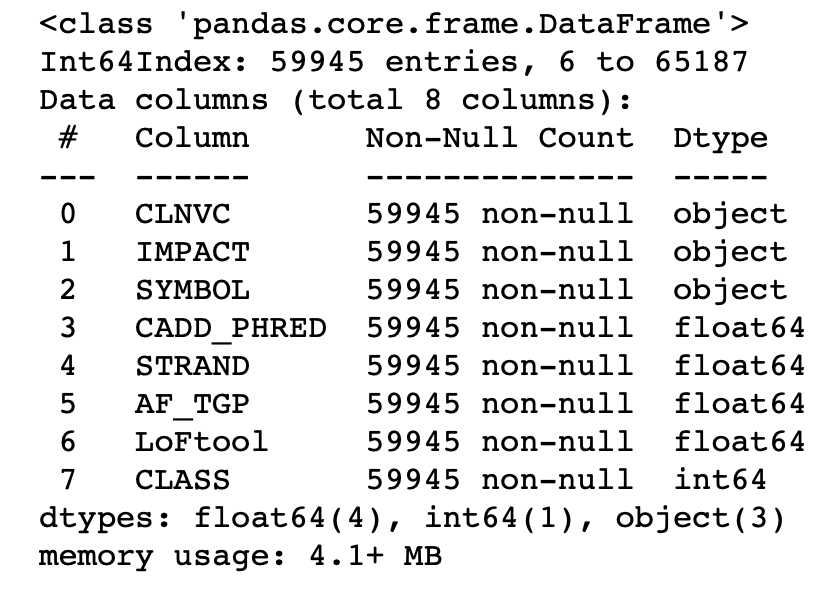 <class 'pandas.core.frame.DataFrame'>
Int64Index: 59945 entries, 6 to 65187
Data columns (total 8 columns):
 #   Column      Non-Null Count  Dtype
---  ------      --------------  -----
 0   CLNVC       59945 non-null  object
 1   IMPACT      59945 non-null  object
 2   SYMBOL      59945 non-null  object
 3   CADD_PHRED  59945 non-null  float64
 4   STRAND      59945 non-null  float64
 5   AF_TGP      59945 non-null  float64
 6   LoFtool     59945 non-null  float64
 7   CLASS       59945 non-null  int64
dtypes: float64(4), int64(1), object(3)
memory usage: 4.1+ MB